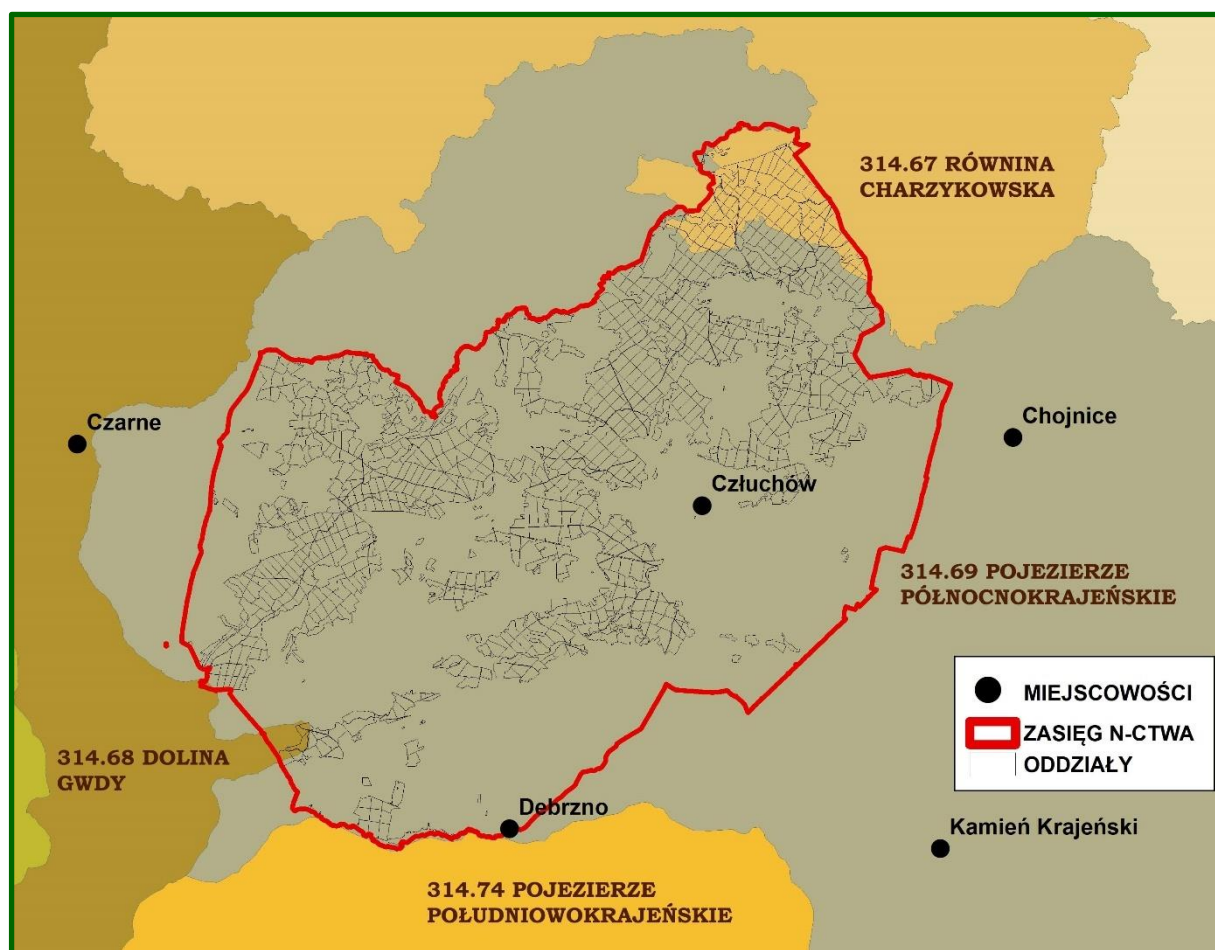 314.67 RÓWNINA
CHARZYKOWSKA
Czarne
Chojnice
Człuchów
314.69 POJEZIERZE
PÓŁNOCNOKRAJEŃSKIE
MIEJSCOWOŚCI
ZASIĘG N-CTWA
ODDZIAŁY
314.68 DOLINA
GWDY
Debrzno
Kamień Krajeński
314.74 POJEZIERZE
POŁUDNIOWOKRAJEŃSKIE